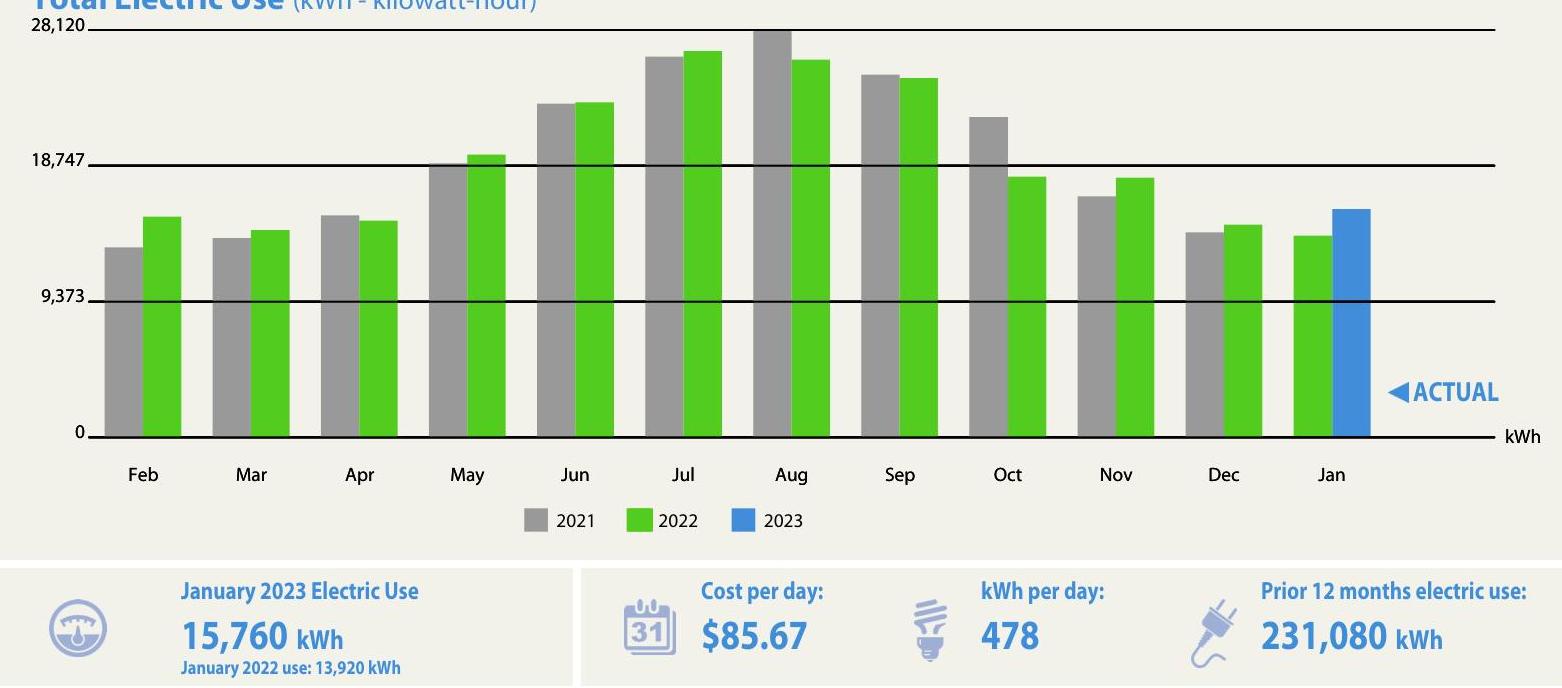 Total Electric Use (kWh - kilowatt-hour)
28,120
18,747
9,373
0
ACTUAL
kWh
Feb Mar Apr May Jun Jul Aug Sep Oct Nov Dec Jan
2021 2022 2023
January 2023 Electric Use
15,760 kWh
January 2022 use: 13,920 kWh
31
Cost per day:
$85.67
kWh per day:
478
Prior 12 months electric use:
231,080 kWh